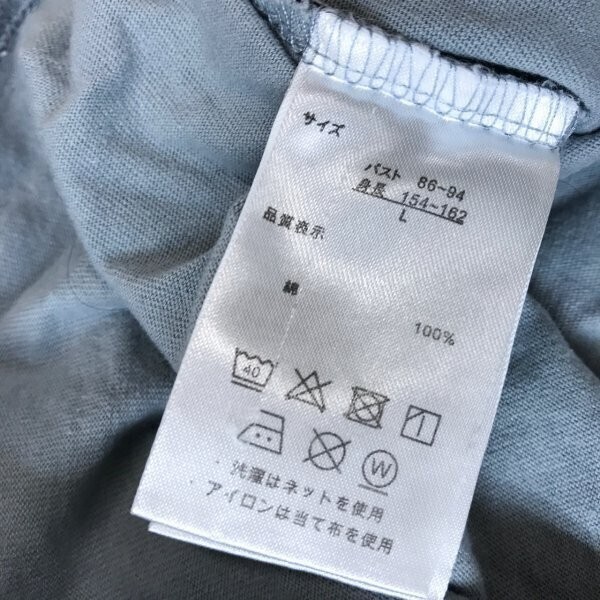 サイズ
バスト 86~94
身長 154~162
L
品質表示
綿 100%
40
W
・洗濯はネットを使用
・アイロンは当て布を使用